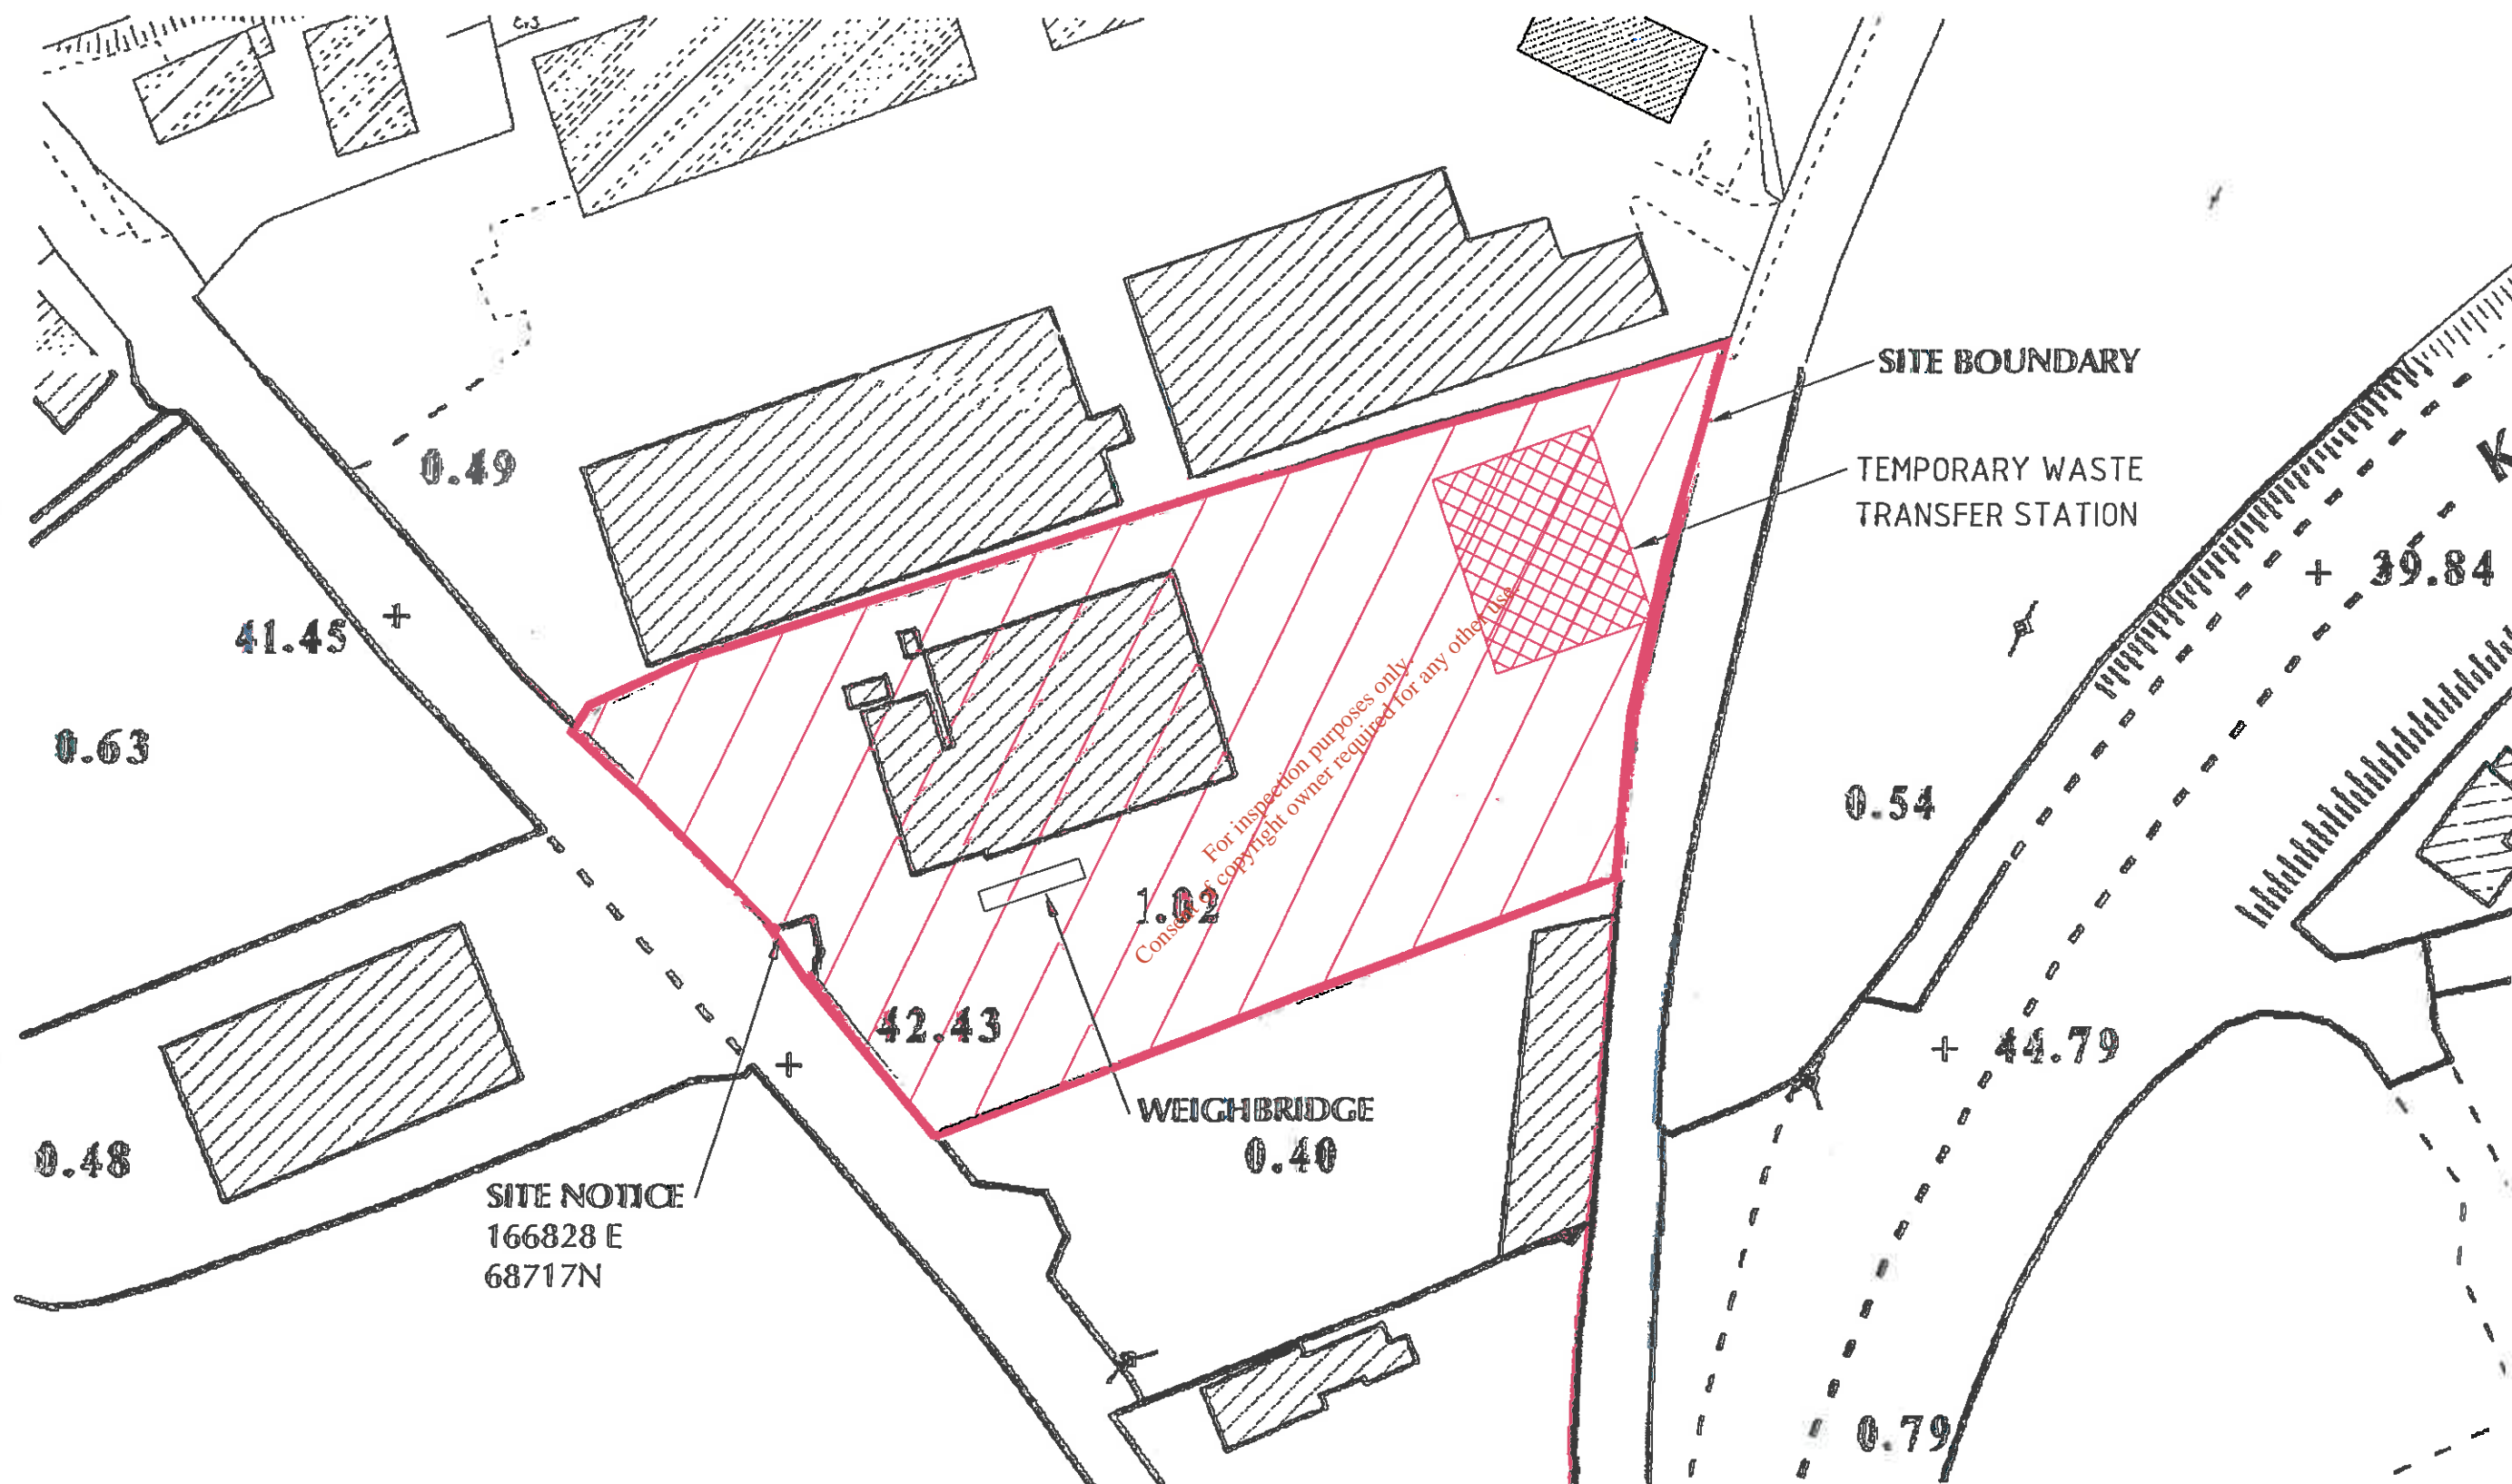 SITE BOUNDARY
TEMPORARY WASTE
TRANSFER STATION
K
0.49
39.84
41.45
0.63
0.54
For inspection purposes only.
Consent of copyright owner required for any other use.
1.02
42.43
44.79
WEIGHBRIDGE
0.40
0.48
SITE NOTICE
166828 E
68717N
0.79